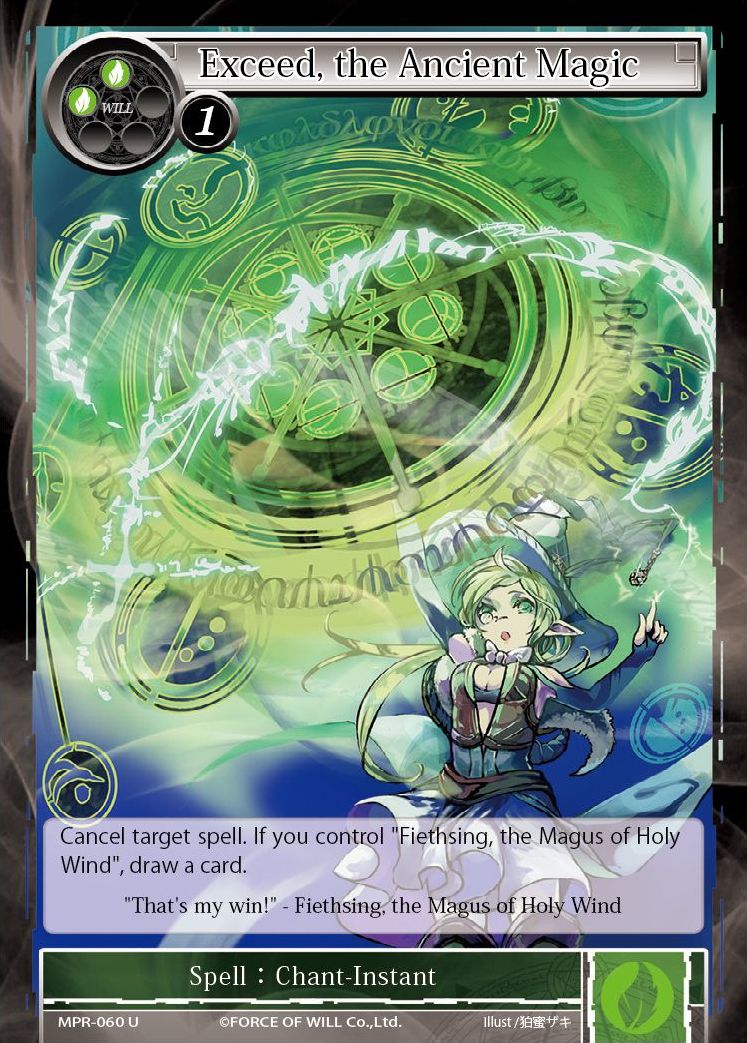 Exceed, the Ancient Magic
WILL
1
Cancel target spell. If you control "Fiethsing, the Magus of Holy
Wind", draw a card.
"That's my win!" - Fiethsing, the Magus of Holy Wind
Spell : Chant-Instant
MPR-060 U
©FORCE OF WILL Co.,Ltd.
Illust /狛蜜ザキ